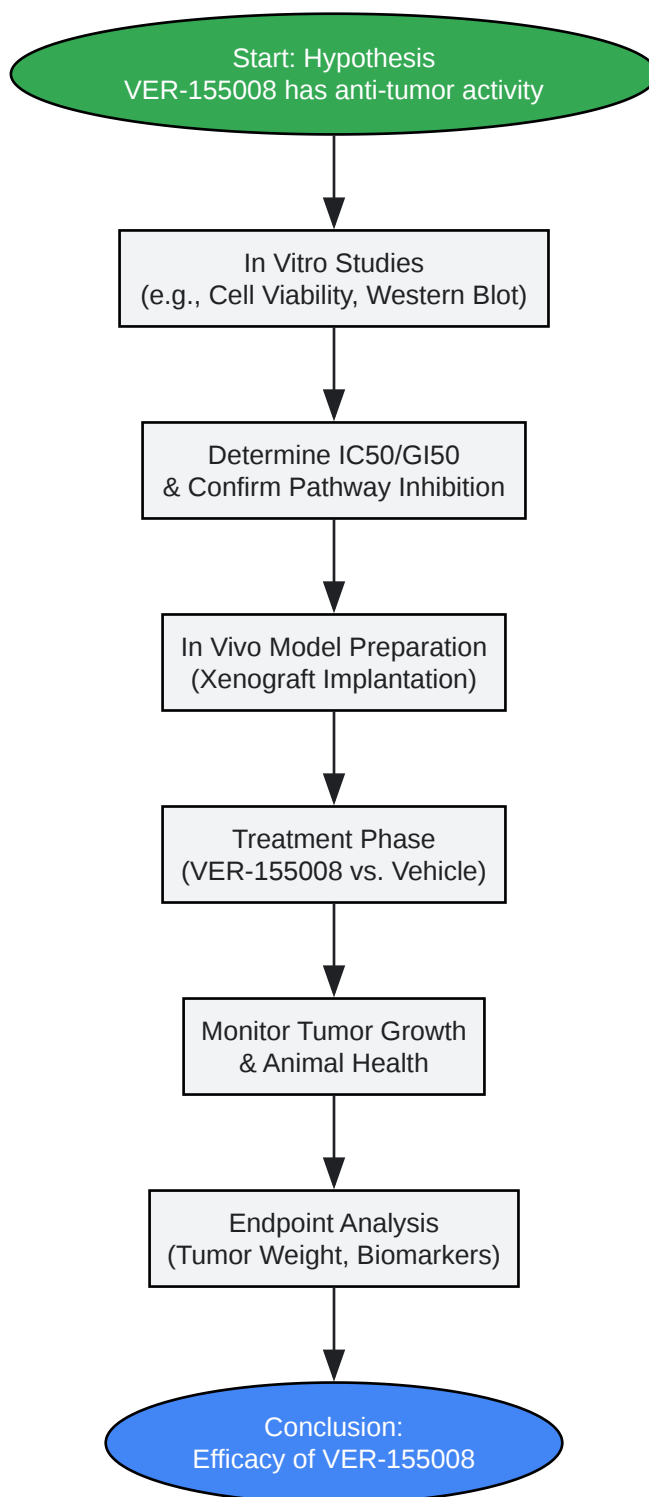 Start: Hypothesis
VER-155008 has anti-tumor activity
In Vitro Studies
(e.g., Cell Viability, Western Blot)
Determine IC50/GI50
& Confirm Pathway Inhibition
In Vivo Model Preparation
(Xenograft Implantation)
Treatment Phase
(VER-155008 vs. Vehicle)
Monitor Tumor Growth
& Animal Health
Endpoint Analysis
(Tumor Weight, Biomarkers)
Conclusion:
Efficacy of VER-155008